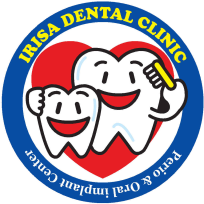 IRISA DENTAL CLINIC
Perio & Oral implant Center